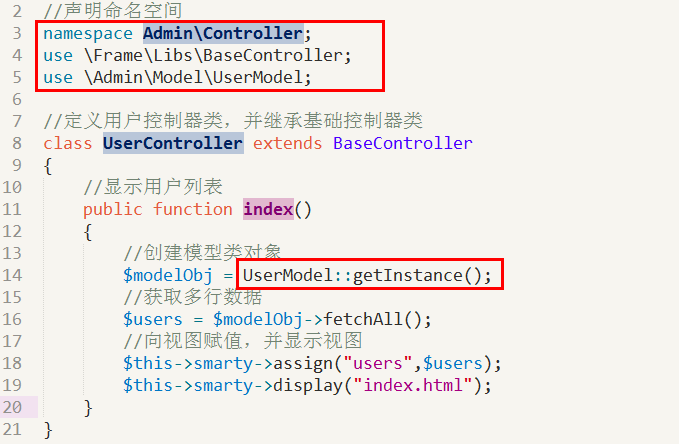 2 //声明命名空间
3 namespace Admin\Controller;
4 use \Frame\Libs\BaseController;
5 use \Admin\Model\UserModel;
6
7 //定义用户控制器类，并继承基础控制器类
8 class UserController extends BaseController
9 {
10 //显示用户列表
11 public function index()
12 {
13 //创建模型类对象
14 $modelObj = UserModel::getInstance();
15 //获取多行数据
16 $users = $modelObj->fetchAll();
17 //向视图赋值，并显示视图
18 $this->smarty->assign("users",$users);
19 $this->smarty->display("index.html");
20 }
21 }